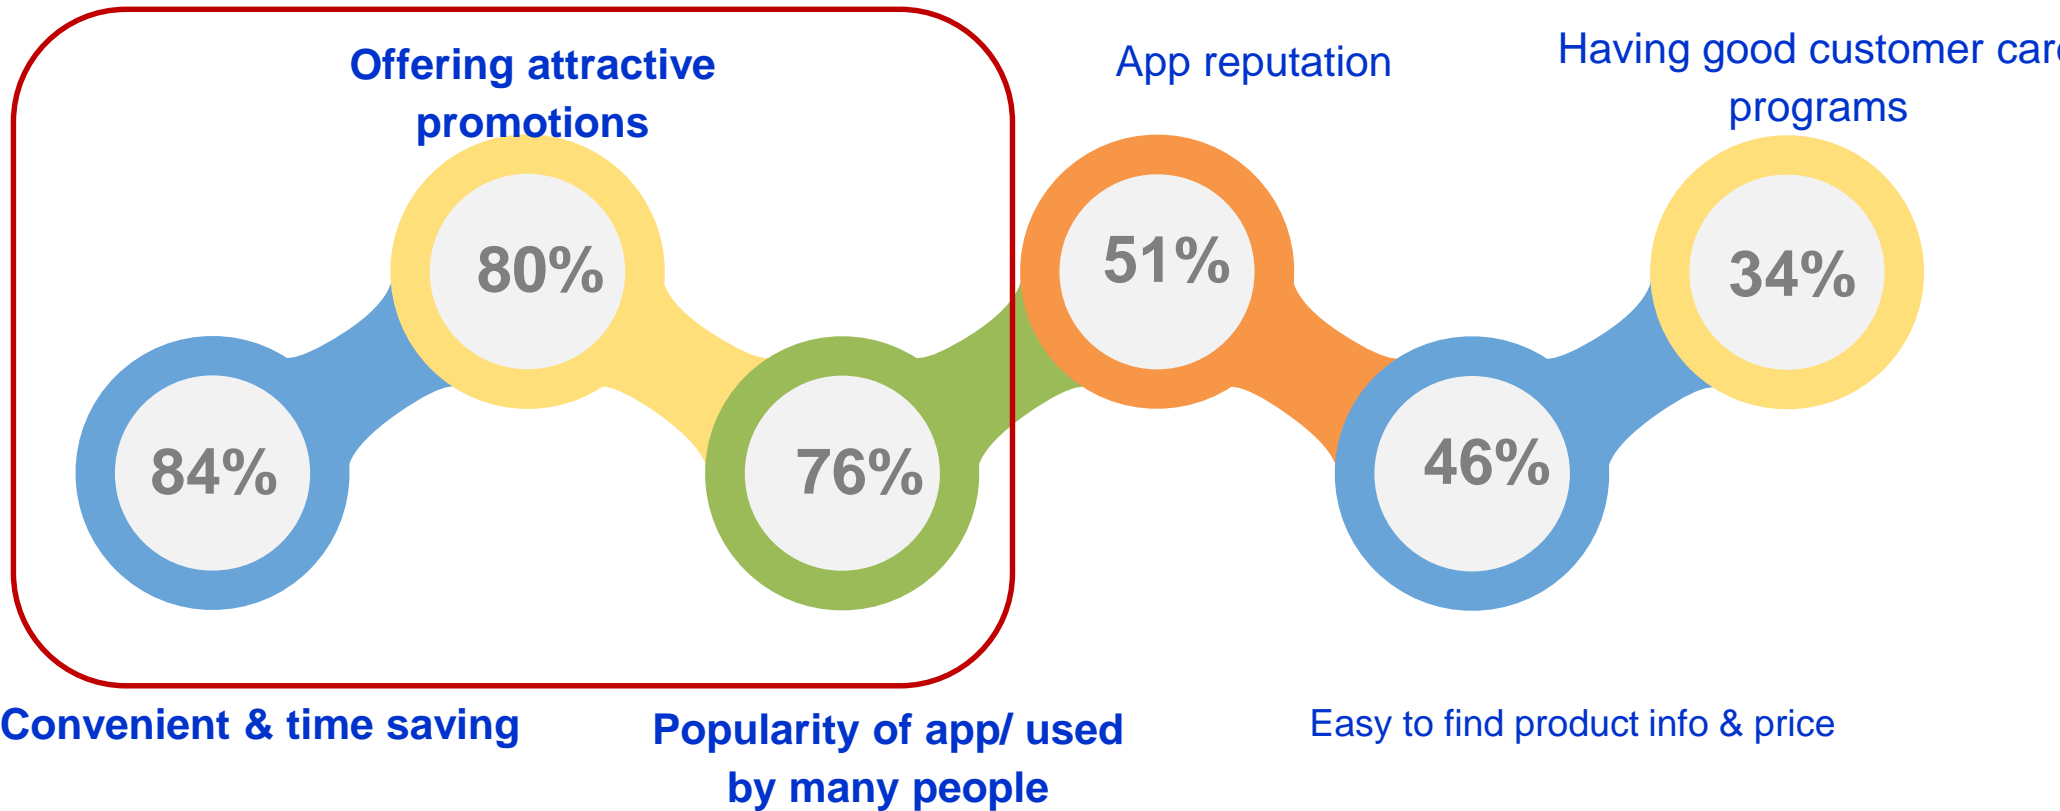 Offering attractive
promotions
App reputation
Having good customer care
programs
80%
51%
34%
84%
76%
46%
Convenient & time saving
Popularity of app/ used
by many people
Easy to find product info & price